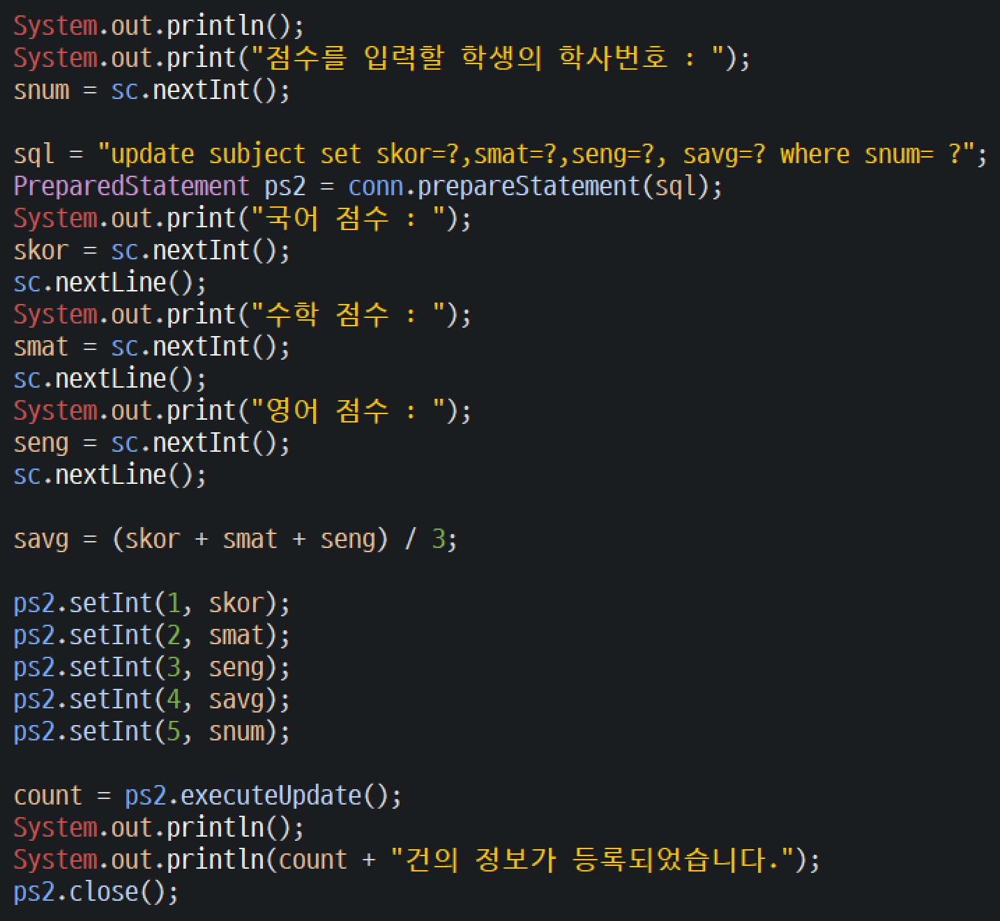 System.out.println();
System.out.print("점수를 입력할 학생의 학사번호 : ");
snum = sc.nextInt();
sql = "update subject set skor=?,smat=?,seng=?, savg=? where snum= ?";
PreparedStatement ps2 = conn.prepareStatement(sql);
System.out.print("국어 점수 : ");
skor = sc.nextInt();
sc.nextLine();
System.out.print("수학 점수 : ");
smat = sc.nextInt();
sc.nextLine();
System.out.print("영어 점수 : ");
seng = sc.nextInt();
sc.nextLine();
savg = (skor + smat + seng) / 3;
ps2.setInt(1, skor);
ps2.setInt(2, smat);
ps2.setInt(3, seng);
ps2.setInt(4, savg);
ps2.setInt(5, snum);
count = ps2.executeUpdate();
System.out.println();
System.out.println(count + "건의 정보가 등록되었습니다.");
ps2.close();